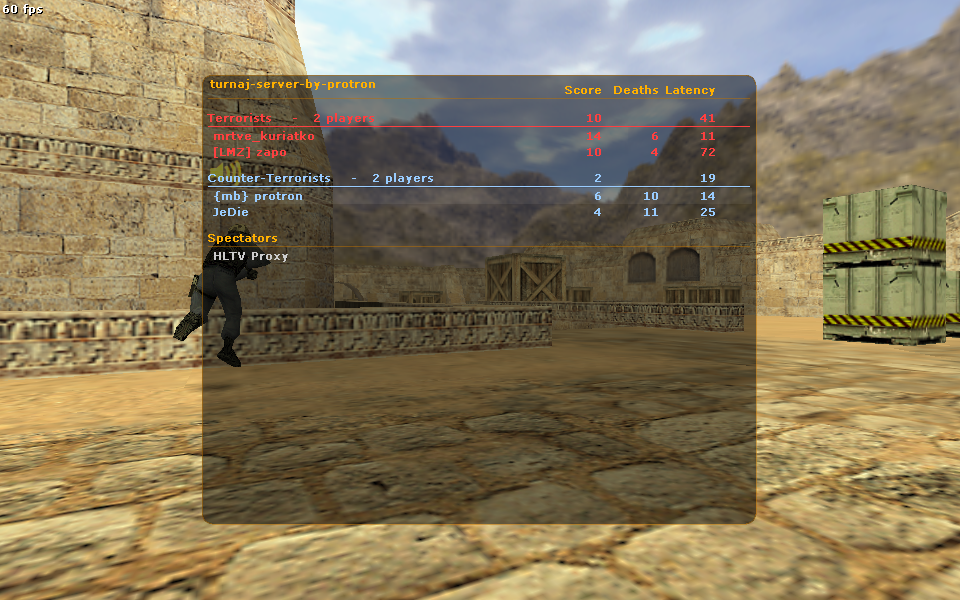 60 fps
turnaj-server-by-protron
Score Deaths Latency
Terrorists - 2 players 10 41
mrtve_kuriatko 14 6 11
[LMZ] zapo 10 4 72
Counter-Terrorists - 2 players 2 19
{mb} protron 6 10 14
JeDie 4 11 25
Spectators
HLTV Proxy